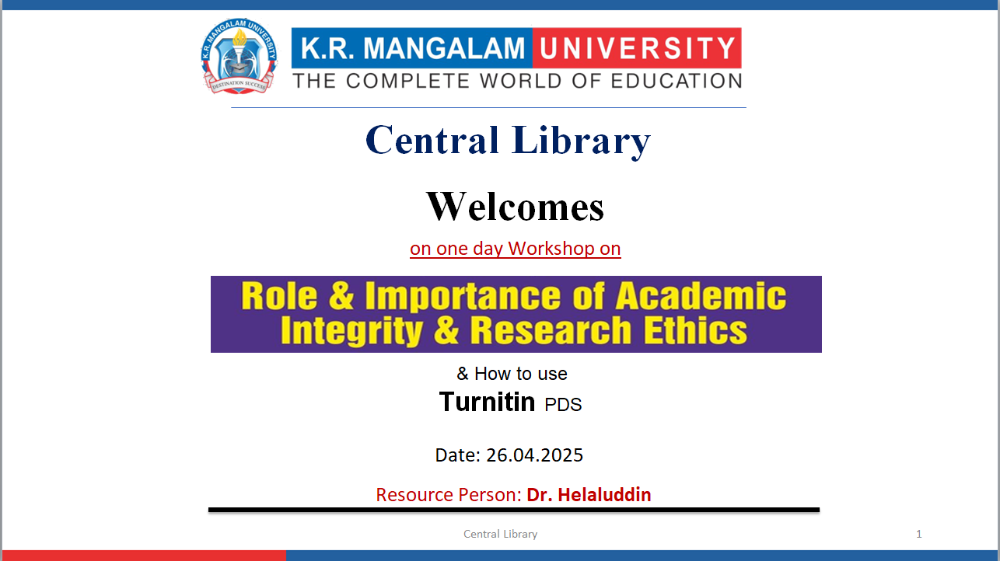 K.R. MANGALAM UNIVERSITY
DESTINATION SUCCESS
K.R. MANGALAM UNIVERSITY
THE COMPLETE WORLD OF EDUCATION
Central Library
Welcomes
on one day Workshop on
Role & Importance of Academic
Integrity & Research Ethics
& How to use
Turnitin PDS
Date: 26.04.2025
Resource Person: Dr. Helaluddin
Central Library
1